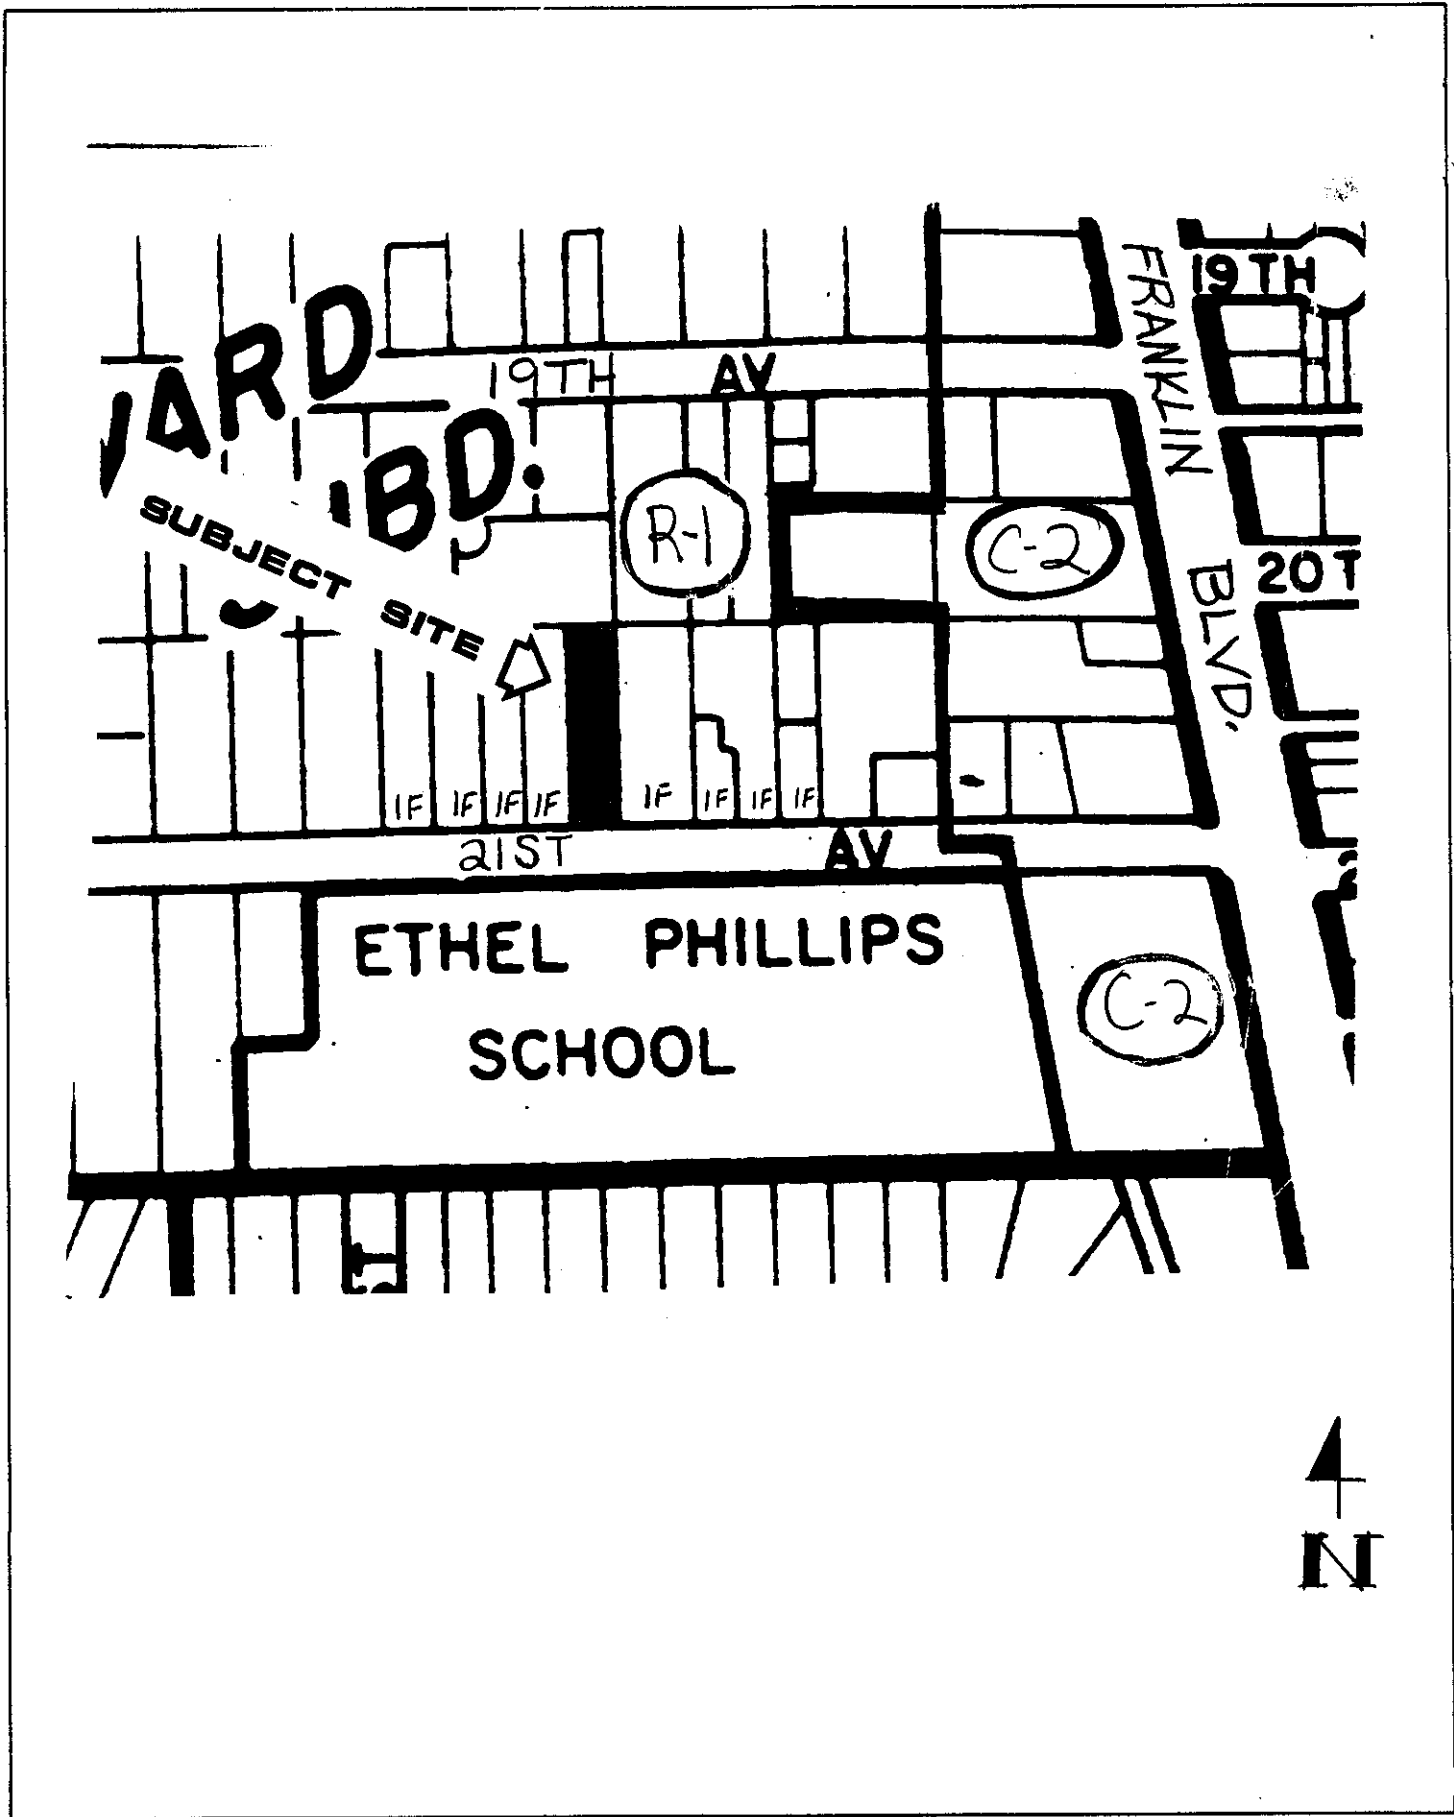 FRANKLIN BLVD.
19TH
19TH AV
ARD
BD.
R-1
C-2
SUBJECT SITE
20T
1F 1F 1F 1F 1F 1F 1F 1F
21ST AV
ETHEL PHILLIPS
SCHOOL
C-2
N